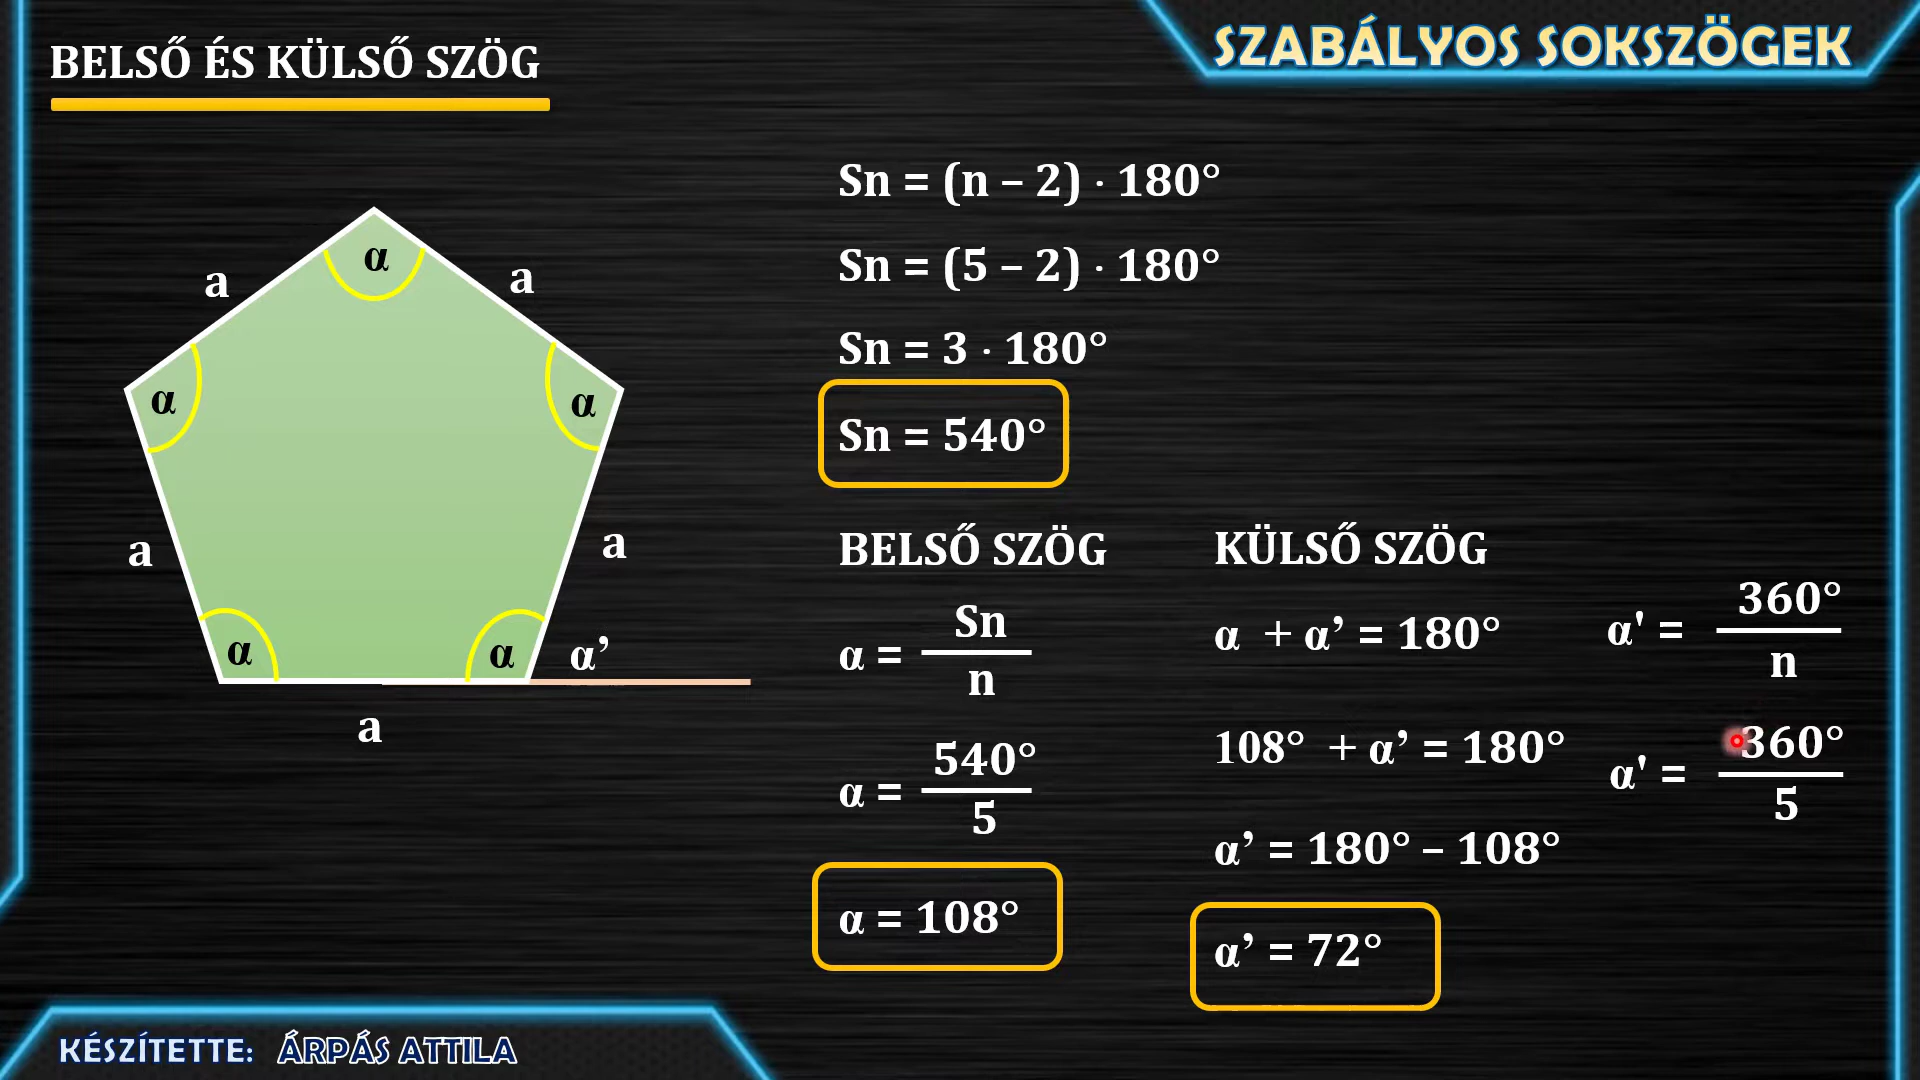 BELSŐ ÉS KÜLSŐ SZÖG
SZABÁLYOS SOKSZÖGEK
α
a
a
α
α
a
a
α
α
α’
a
Sn = (n – 2) · 180°
Sn = (5 – 2) · 180°
Sn = 3 · 180°
Sn = 540°
BELSŐ SZÖG
α =
Sn
n
α =
540°
5
α = 108°
KÜLSŐ SZÖG
α + α’ = 180°
108° + α’ = 180°
α’ = 180° – 108°
α’ = 72°
α' =
360°
n
α' =
360°
5
KÉSZÍTETTE: ÁRPÁS ATTILA